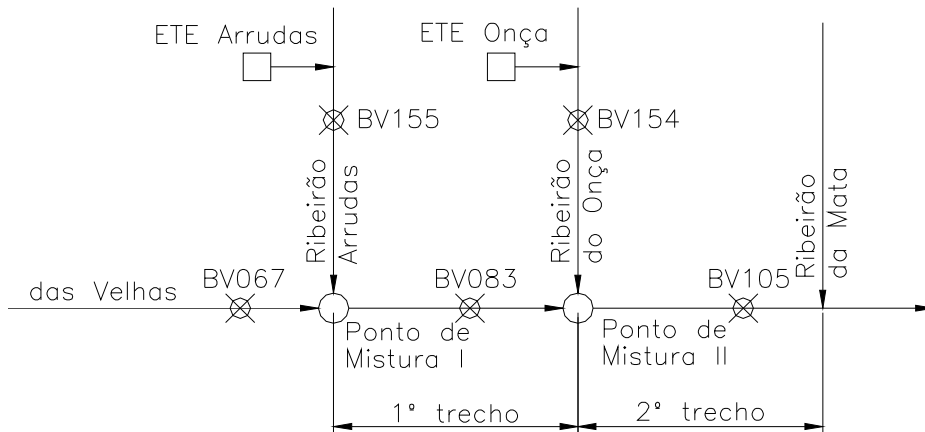 ETE Arrudas
ETE Onça
BV155
BV154
Ribeirão
Arrudas
Ribeirão
do Onça
Ribeirão
da Mata
das Velhas
BV067
BV083
BV105
Ponto de
Mistura I
Ponto de
Mistura II
1º trecho
2º trecho